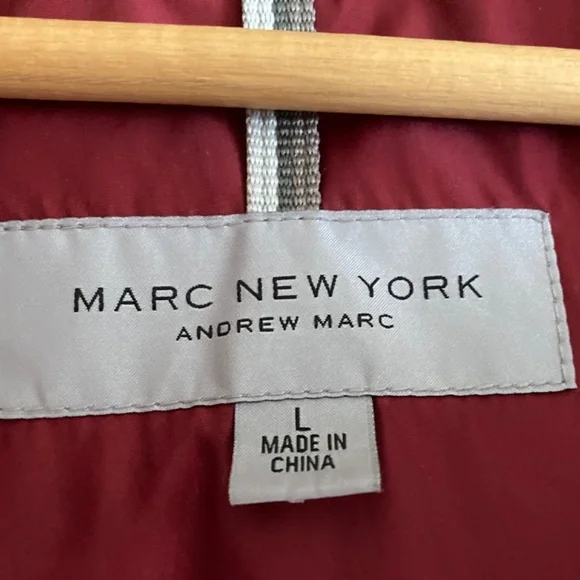 MARC NEW YORK
ANDREW MARC
L
MADE IN
CHINA